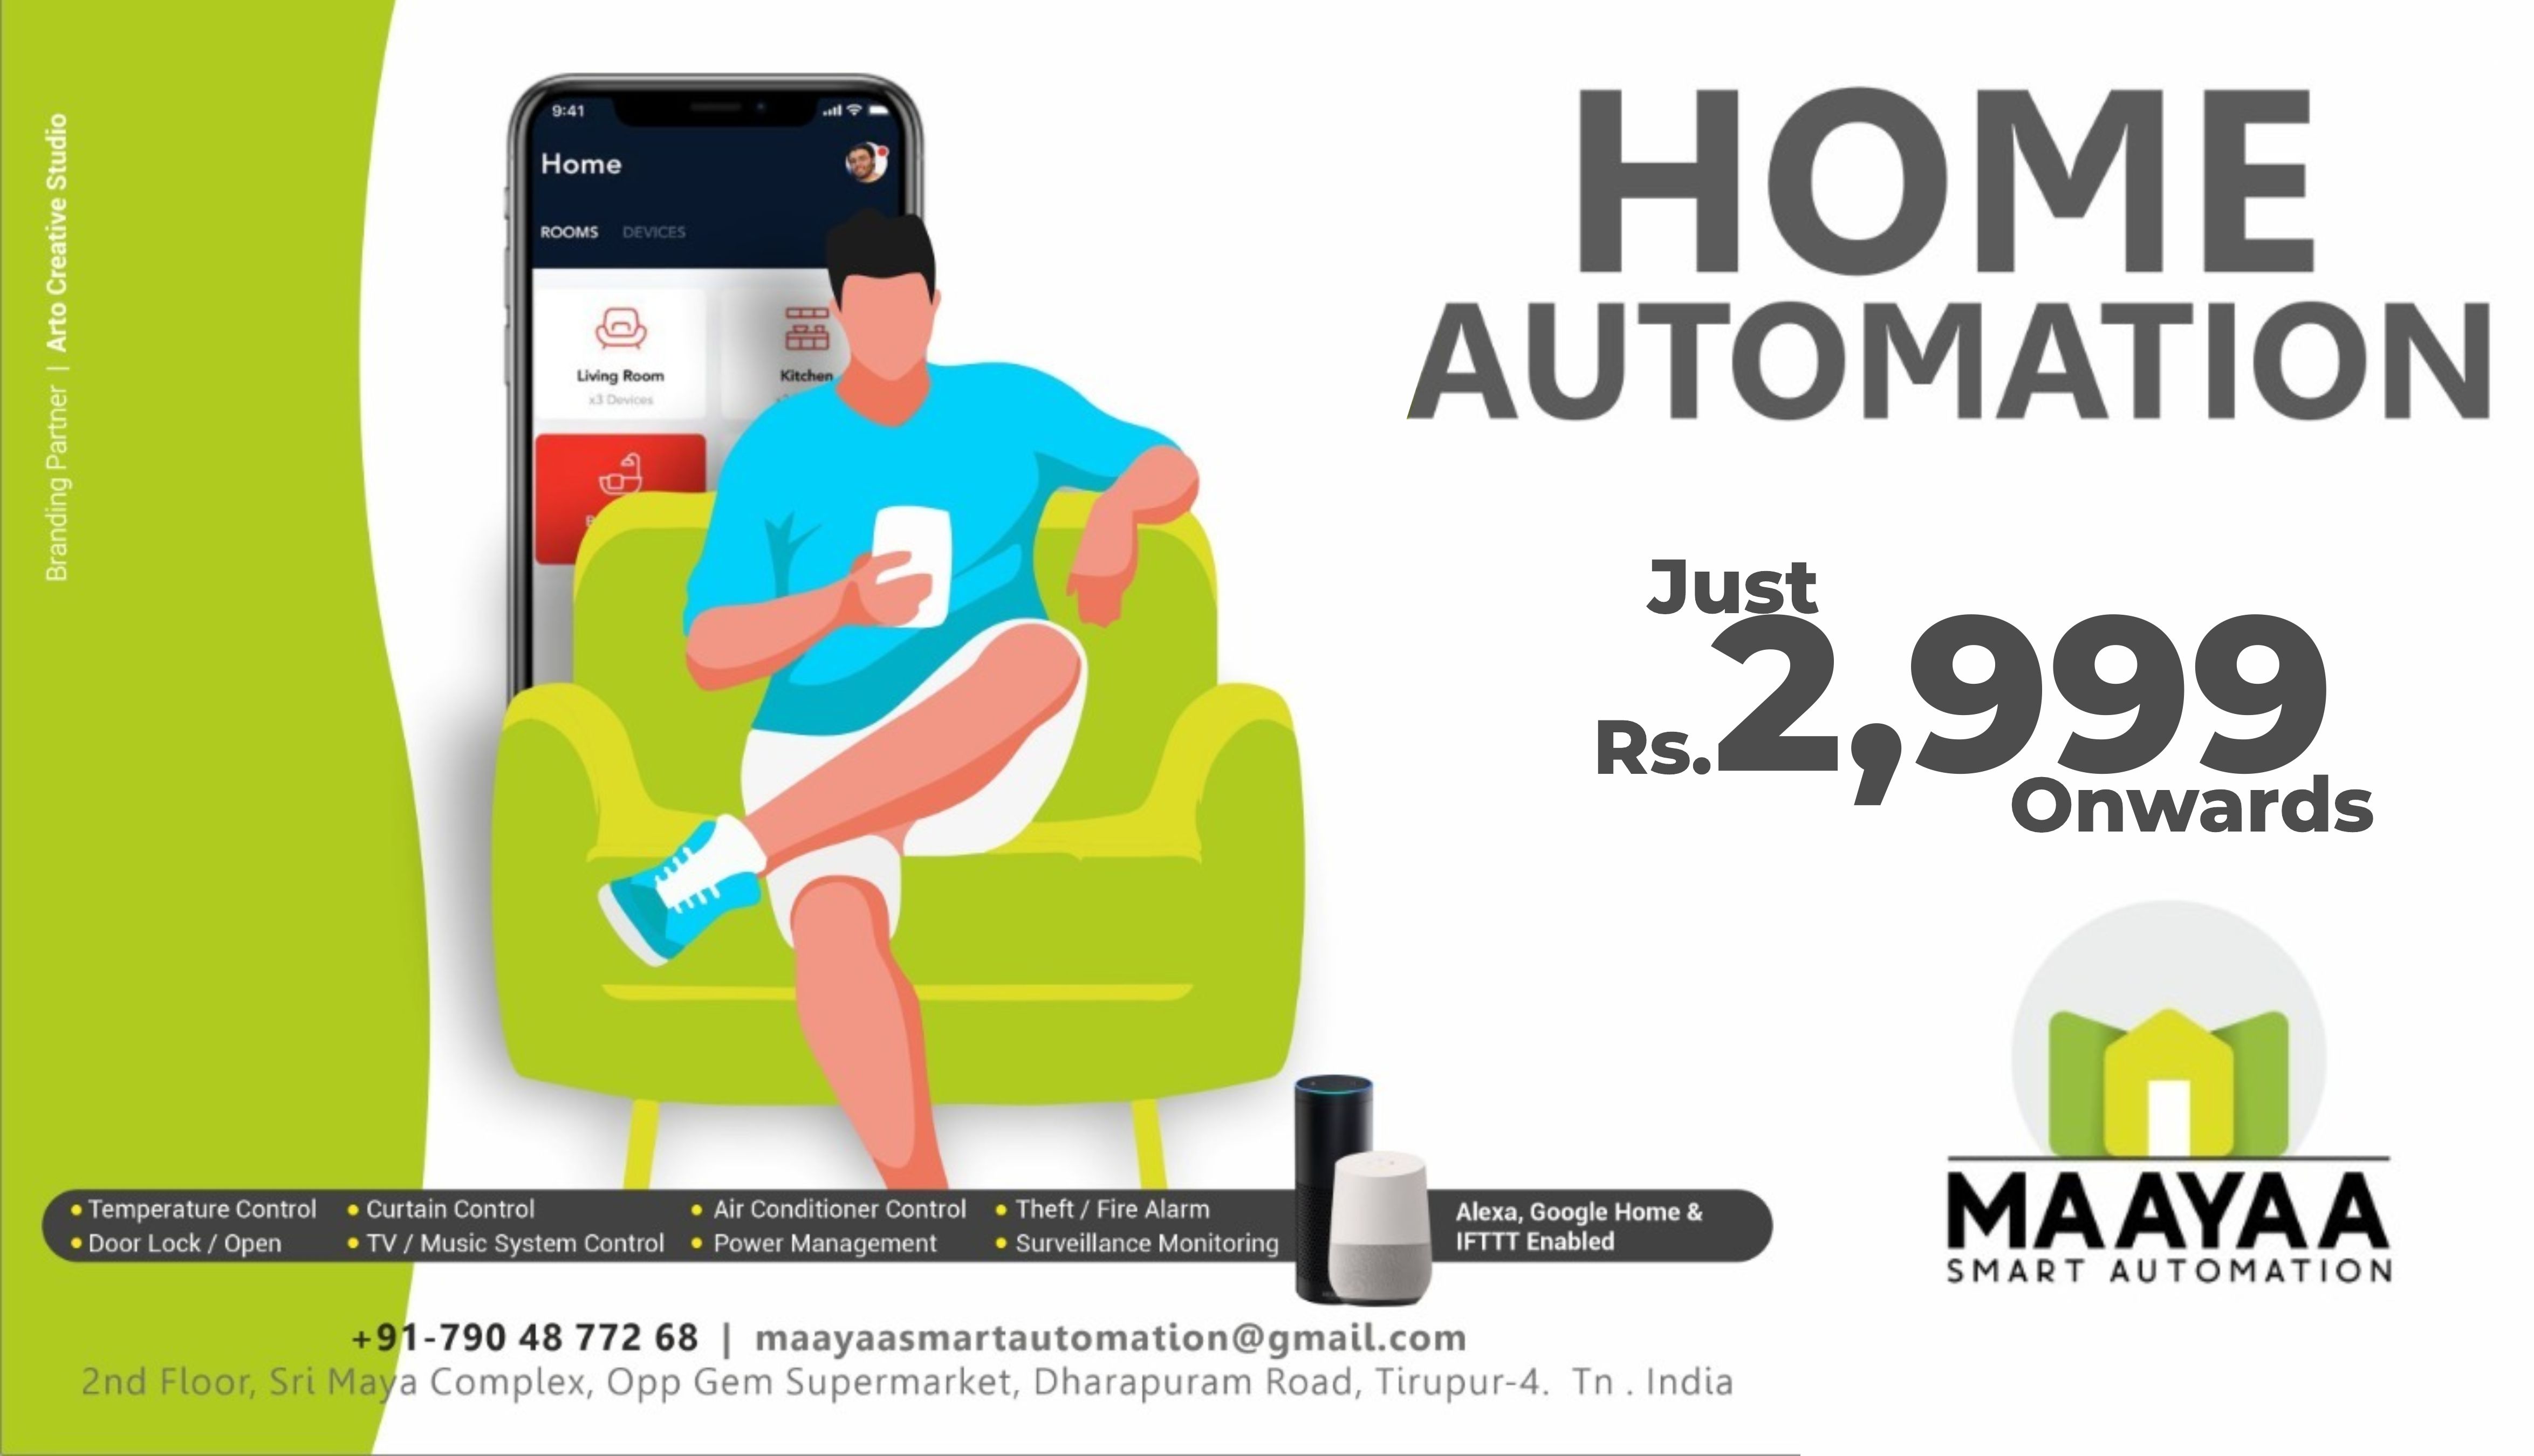 Branding Partner | Arto Creative Studio
9:41
Home
ROOMS DEVICES
Living Room
x3 Devices
Kitchen
HOME
AUTOMATION
Just
Rs.2,999
Onwards
MAAYAA
SMART AUTOMATION
• Temperature Control • Curtain Control • Air Conditioner Control • Theft / Fire Alarm
• Door Lock / Open • TV / Music System Control • Power Management • Surveillance Monitoring
Alexa, Google Home &
IFTTT Enabled
+91-790 48 772 68 | maayaasmartautomation@gmail.com
2nd Floor, Sri Maya Complex, Opp Gem Supermarket, Dharapuram Road, Tirupur-4. Tn . India